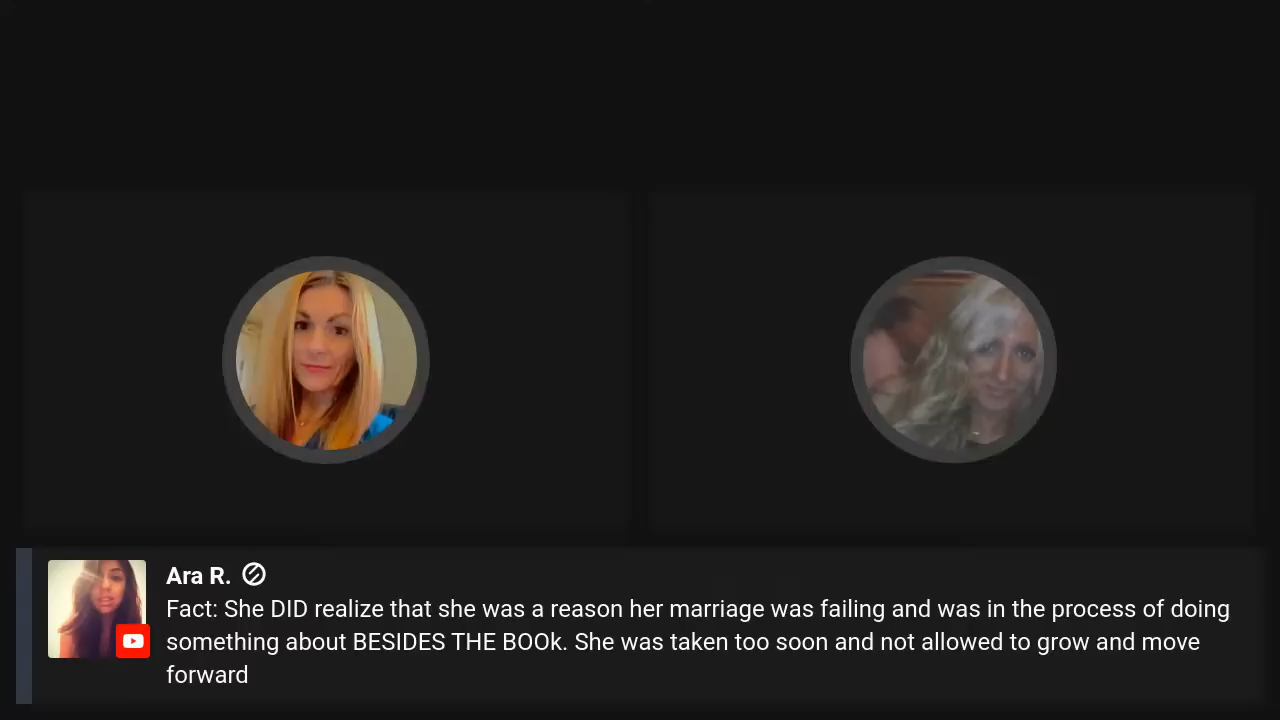 Ara R.
Fact: She DID realize that she was a reason her marriage was failing and was in the process of doing
something about BESIDES THE BOOk. She was taken too soon and not allowed to grow and move
forward